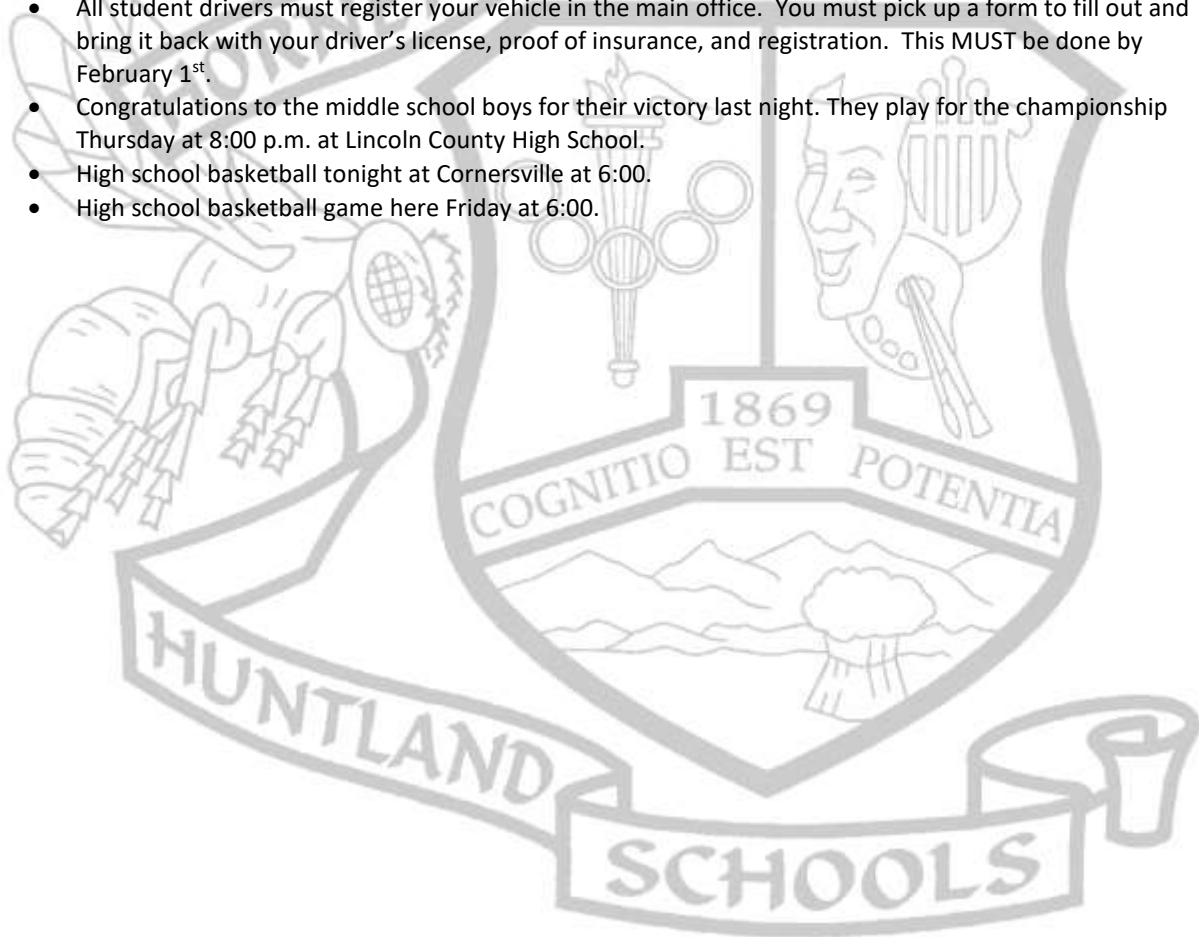 • All student drivers must register your vehicle in the main office.  You must pick up a form to fill out and
bring it back with your driver’s license, proof of insurance, and registration.  This MUST be done by
February 1st.
• Congratulations to the middle school boys for their victory last night. They play for the championship
Thursday at 8:00 p.m. at Lincoln County High School.
• High school basketball tonight at Cornersville at 6:00.
• High school basketball game here Friday at 6:00.
1869
COGNITIO EST POTENTIA
HUNTLAND
SCHOOLS